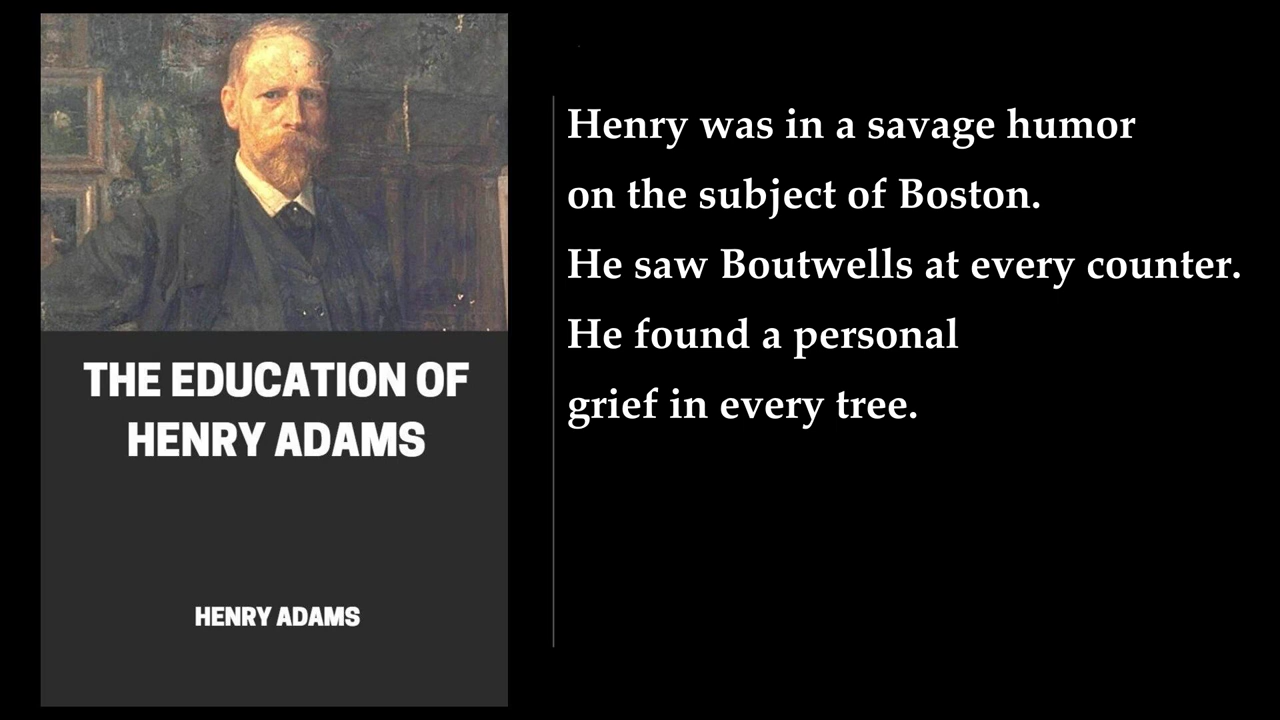 THE EDUCATION OF
HENRY ADAMS
HENRY ADAMS
Henry was in a savage humor
on the subject of Boston.
He saw Boutwells at every counter.
He found a personal
grief in every tree.